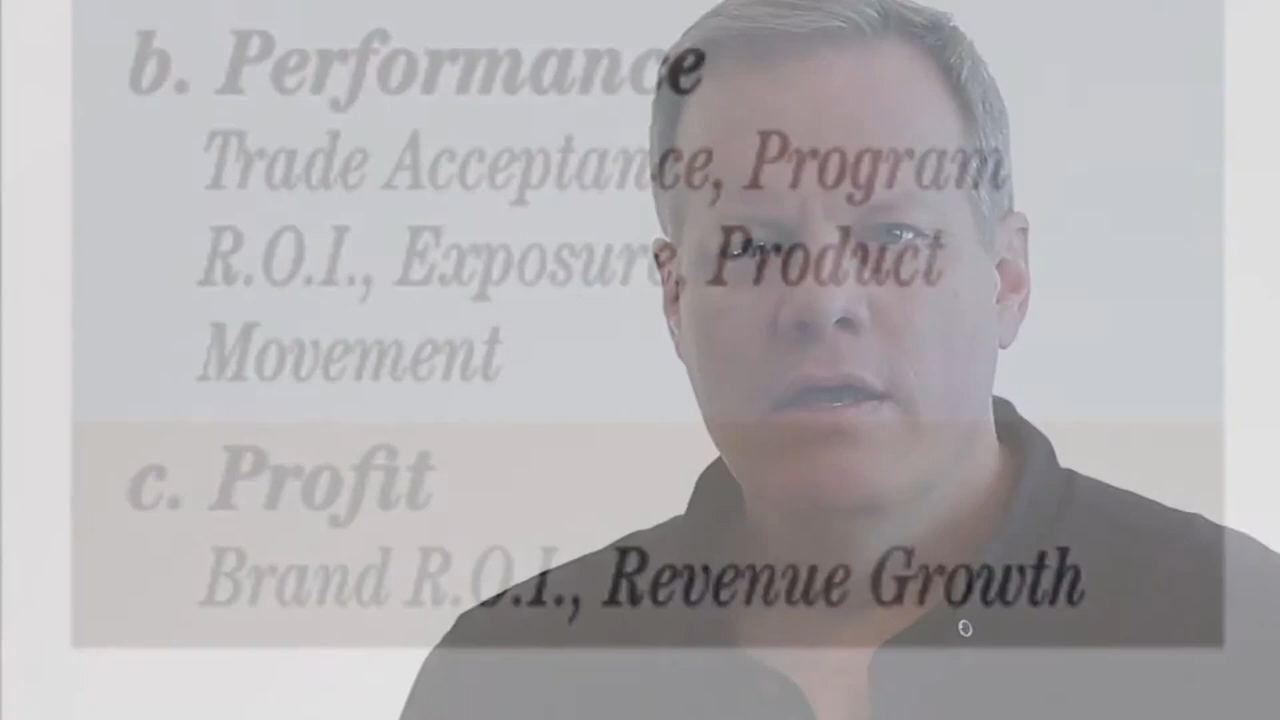 b. Performance
Trade Acceptance, Program
R.O.I., Exposure, Product
Movement
c. Profit
Brand R.O.I., Revenue Growth